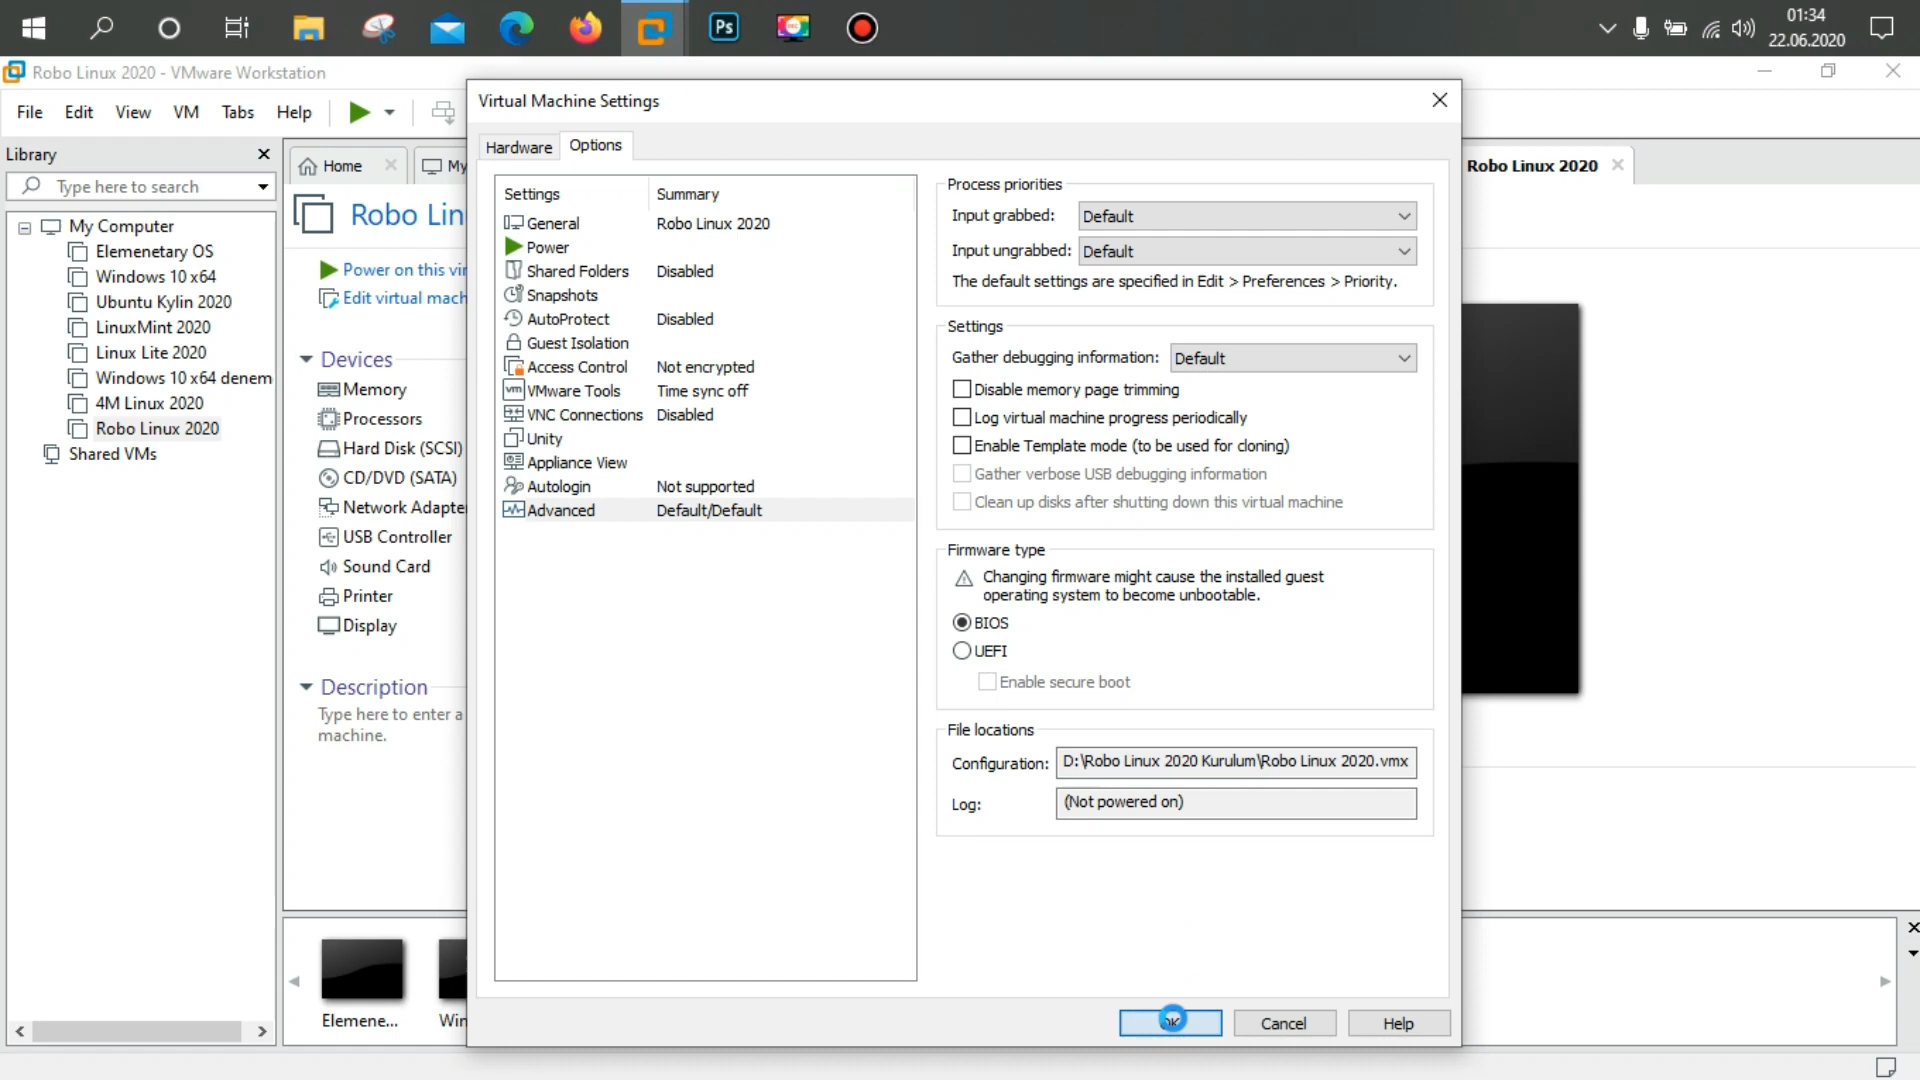 Ps
01:34
22.06.2020
Robo Linux 2020 - VMware Workstation
File Edit View VM Tabs Help
Library
Type here to search
My Computer
Elemenetary OS
Windows 10 x64
Ubuntu Kylin 2020
LinuxMint 2020
Linux Lite 2020
Windows 10 x64 denem
4M Linux 2020
Robo Linux 2020
Shared VMs
Home
My
Robo Linux 2020
Robo Lin
Power on this vir
Edit virtual mach
Devices
Memory
Processors
Hard Disk (SCSI)
CD/DVD (SATA)
Network Adapte
USB Controller
Sound Card
Printer
Display
Description
Type here to enter a
machine.
Elemene...
Win
Virtual Machine Settings
Hardware Options
Settings Summary
General Robo Linux 2020
Power
Shared Folders Disabled
Snapshots
AutoProtect Disabled
Guest Isolation
Access Control Not encrypted
VMware Tools Time sync off
VNC Connections Disabled
Unity
Appliance View
Autologin Not supported
Advanced Default/Default
Process priorities
Input grabbed: Default
Input ungrabbed: Default
The default settings are specified in Edit > Preferences > Priority.
Settings
Gather debugging information: Default
Disable memory page trimming
Log virtual machine progress periodically
Enable Template mode (to be used for cloning)
Gather verbose USB debugging information
Clean up disks after shutting down this virtual machine
Firmware type
Changing firmware might cause the installed guest
operating system to become unbootable.
BIOS
UEFI
Enable secure boot
File locations
Configuration: D:\Robo Linux 2020 Kurulum\Robo Linux 2020.vmx
Log: (Not powered on)
OK Cancel Help